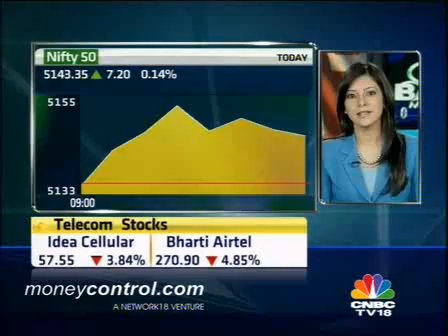 Nifty 50 TODAY
5143.35 ▲ 7.20 0.14%
5155
5133
09:00
Telecom Stocks
Idea Cellular Bharti Airtel
57.55 ▼ 3.84% 270.90 ▼ 4.85%
moneycontrol.com
A NETWORK18 VENTURE
CNBC
TV18